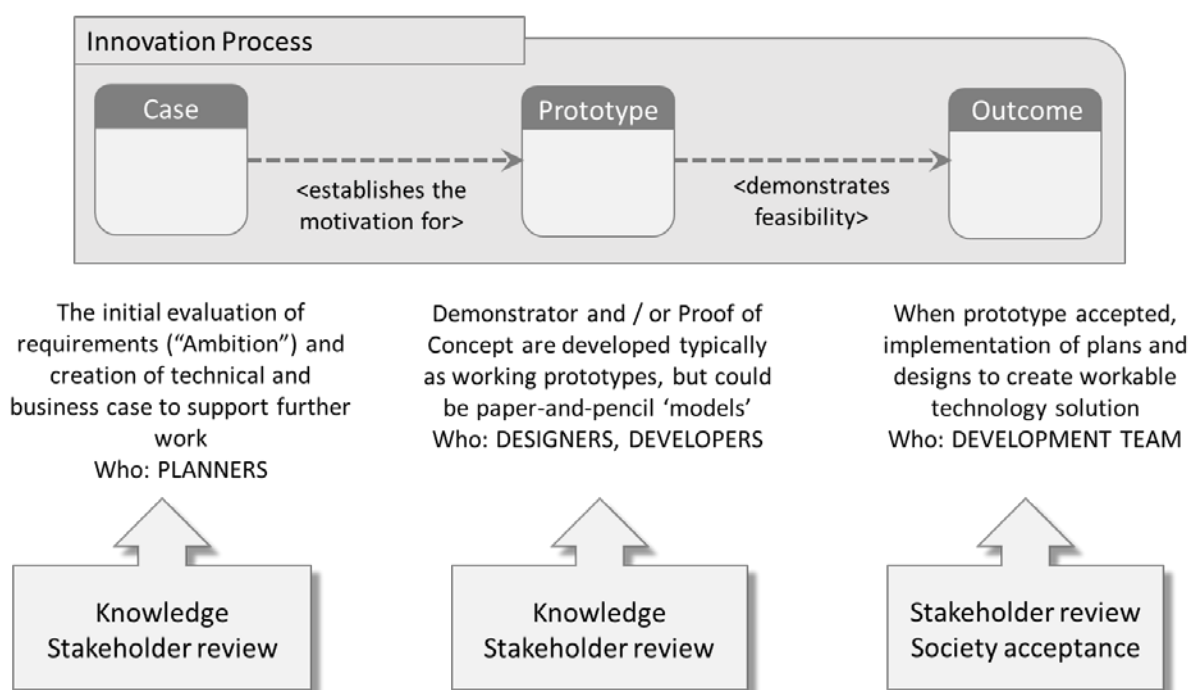 Innovation Process
Case
Prototype
Outcome
<establishes the
motivation for>
<demonstrates
feasibility>
The initial evaluation of
requirements (“Ambition”) and
creation of technical and
business case to support further
work
Who: PLANNERS
Demonstrator and / or Proof of
Concept are developed typically
as working prototypes, but could
be paper-and-pencil ‘models’
Who: DESIGNERS, DEVELOPERS
When prototype accepted,
implementation of plans and
designs to create workable
technology solution
Who: DEVELOPMENT TEAM
Knowledge
Stakeholder review
Knowledge
Stakeholder review
Stakeholder review
Society acceptance